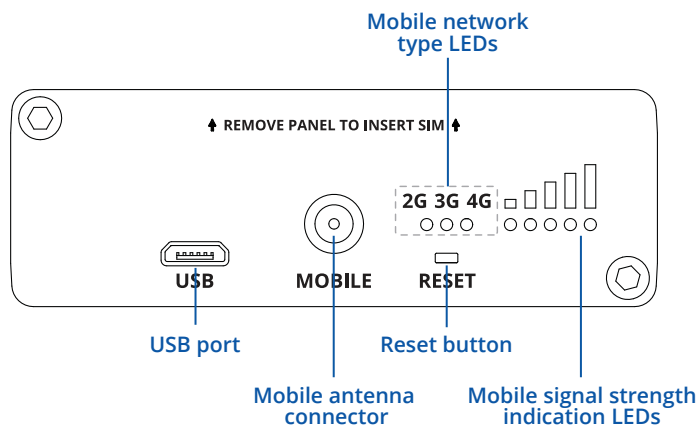 Mobile network
type LEDs
REMOVE PANEL TO INSERT SIM
2G 3G 4G
USB
MOBILE
RESET
USB port
Reset button
Mobile antenna
connector
Mobile signal strength
indication LEDs